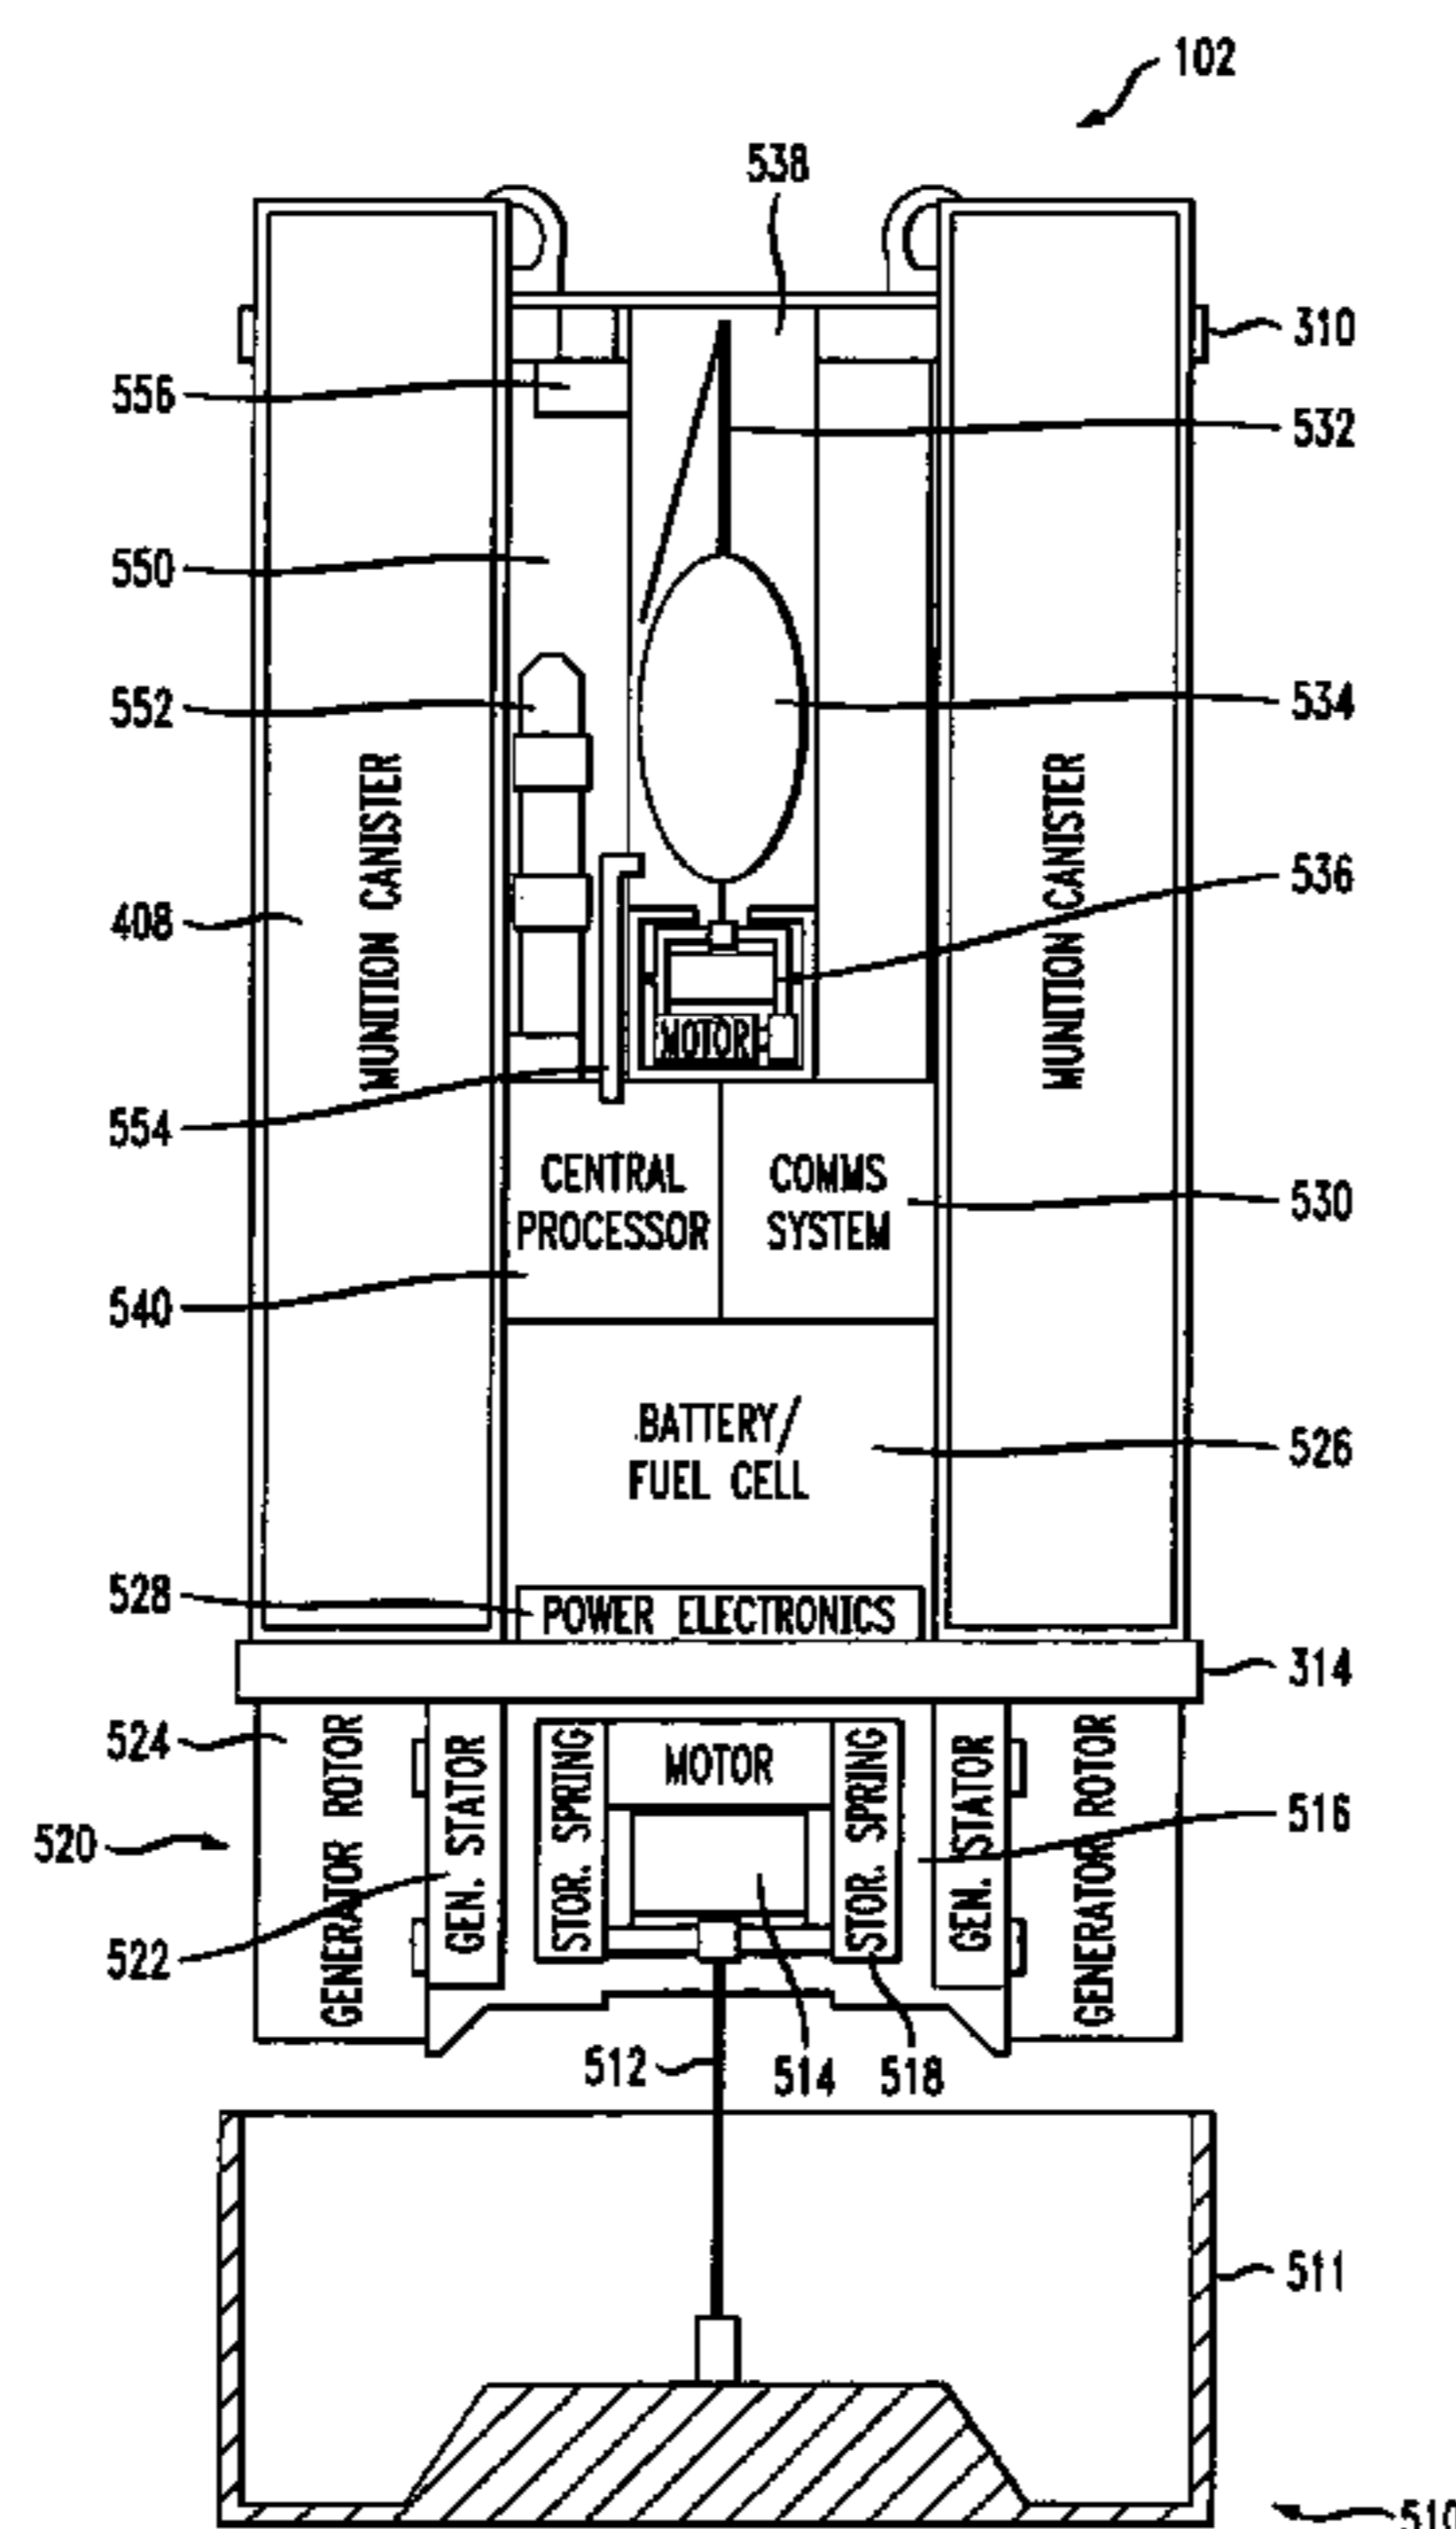 102
538
310
556
532
550
552
534
MUNITION CANISTER
MUNITION CANISTER
536
408
MOTOR
554
CENTRAL
PROCESSOR
COMMS
SYSTEM
530
540
BATTERY/
FUEL CELL
526
528
POWER ELECTRONICS
314
524
GENERATOR ROTOR
GEN. STATOR
STOR. SPRING
MOTOR
STOR. SPRING
GEN. STATOR
GENERATOR ROTOR
516
520
522
512
514
518
511
510